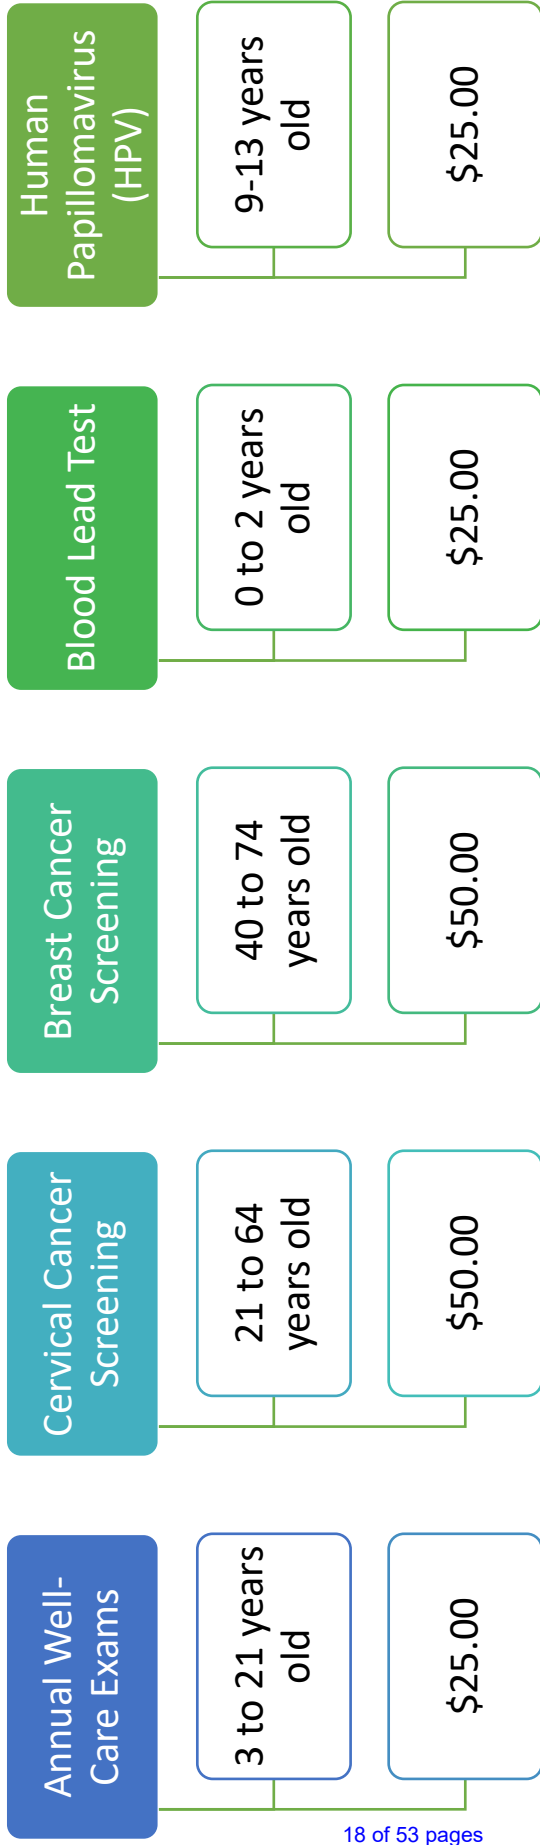 Annual Well-
Care Exams
3 to 21 years
old
$25.00
Cervical Cancer
Screening
21 to 64
years old
$50.00
Breast Cancer
Screening
40 to 74
years old
$50.00
Blood Lead Test
0 to 2 years
old
$25.00
Human
Papillomavirus
(HPV)
9-13 years
old
$25.00
18 of 53 pages